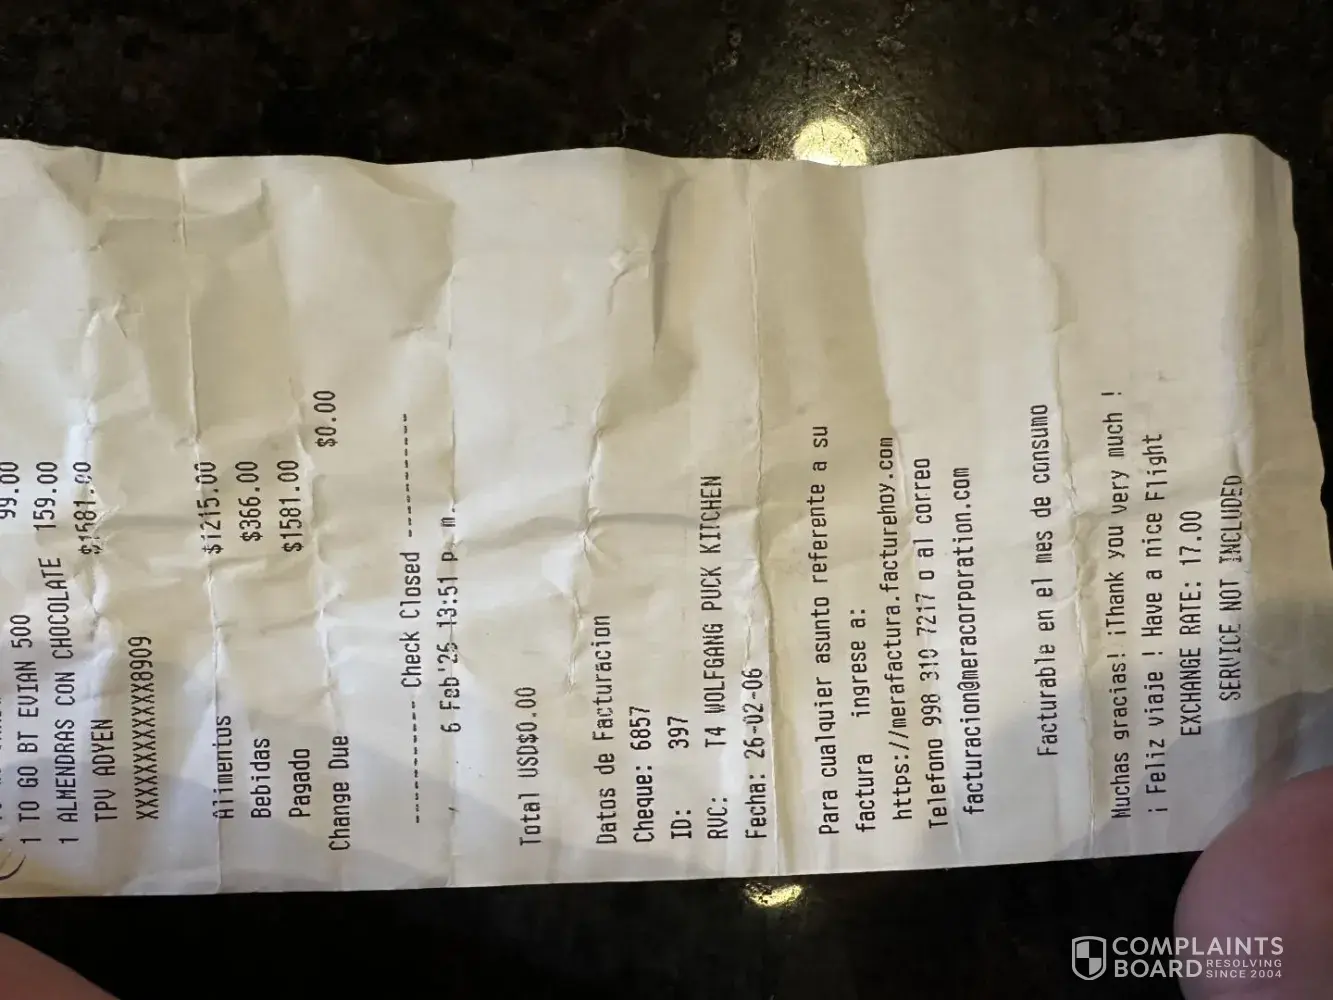 99.00
1 TO GO BT EVIAN 500
1 ALMENDRAS CON CHOCOLATE 159.00
TPV ADYEN $1581.00
XXXXXXXXXXXX8909
Alimentos $1215.00
Bebidas $366.00
Pagado $1581.00
Change Due $0.00
----------- Check Closed -----------
6 Feb'26 13:51 p.m.
Total USD$0.00
Datos de Facturacion
Cheque: 6857
ID: 397
RVC: T4 WOLFGANG PUCK KITCHEN
Fecha: 26-02-06
Para cualquier asunto referente a su
factura ingrese a:
https://merafactura.facturehoy.com
Telefono 998 310 7217 o al correo
facturacion@meracorporation.com
Facturable en el mes de consumo
Muchas gracias! ¡Thank you very much !
¡ Feliz viaje ! Have a nice Flight
EXCHANGE RATE: 17.00
SERVICE NOT INCLUDED
COMPLAINTS
BOARD RESOLVING SINCE 2004